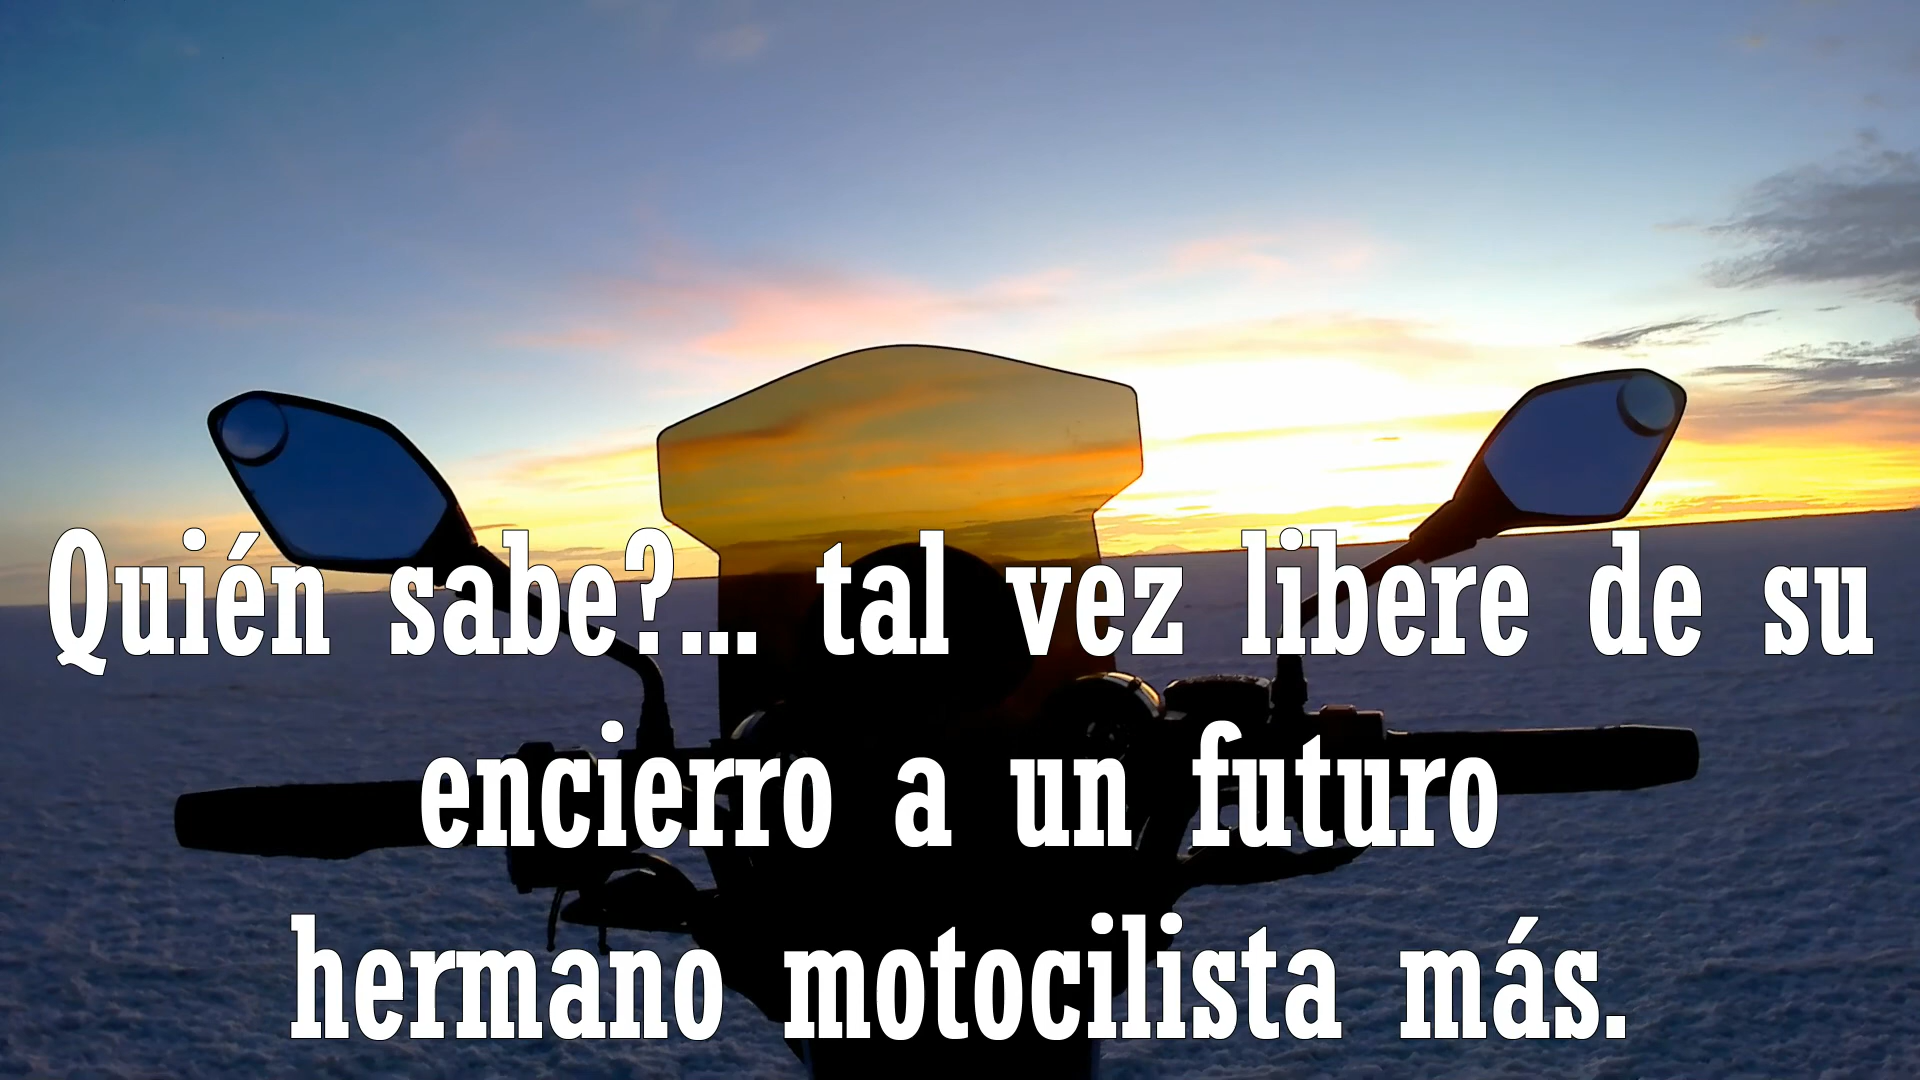 Quién sabe?... tal vez libere de su
encierro a un futuro
hermano motocilista más.